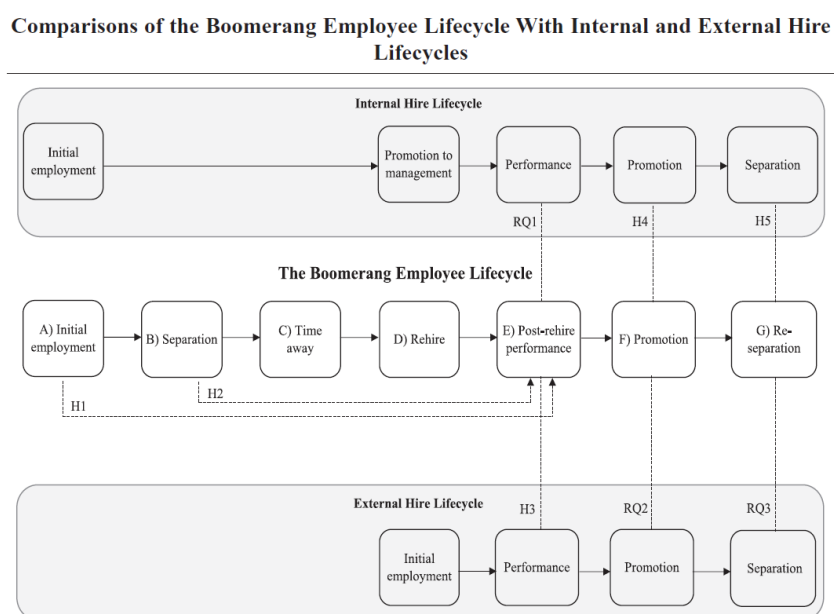 Comparisons of the Boomerang Employee Lifecycle With Internal and External Hire
Lifecycles
Internal Hire Lifecycle
Initial
employment
Promotion to
management
Performance
Promotion
Separation
RQ1
H4
H5
The Boomerang Employee Lifecycle
A) Initial
employment
B) Separation
C) Time
away
D) Rehire
E) Post-rehire
performance
F) Promotion
G) Re-
separation
H2
H1
External Hire Lifecycle
H3
RQ2
RQ3
Initial
employment
Performance
Promotion
Separation